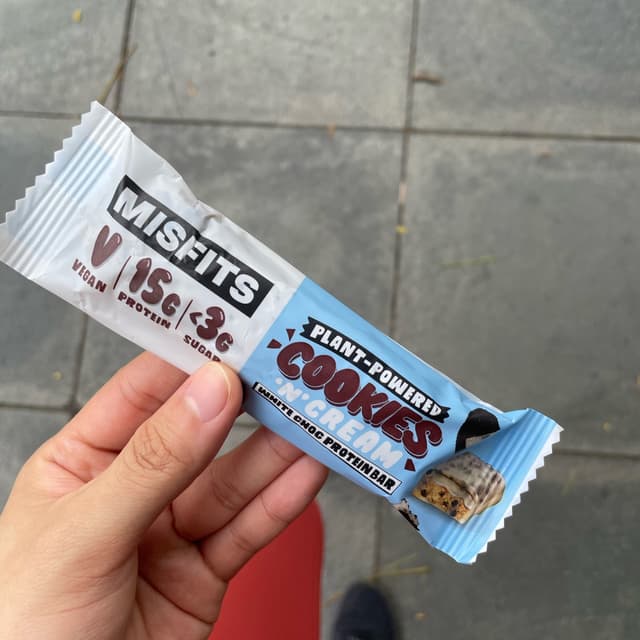 MISFITS
V
VEGAN
15G
PROTEIN
<3G
SUGAR
PLANT-POWERED
COOKIES
'N' CREAM
WHITE CHOC PROTEIN BAR